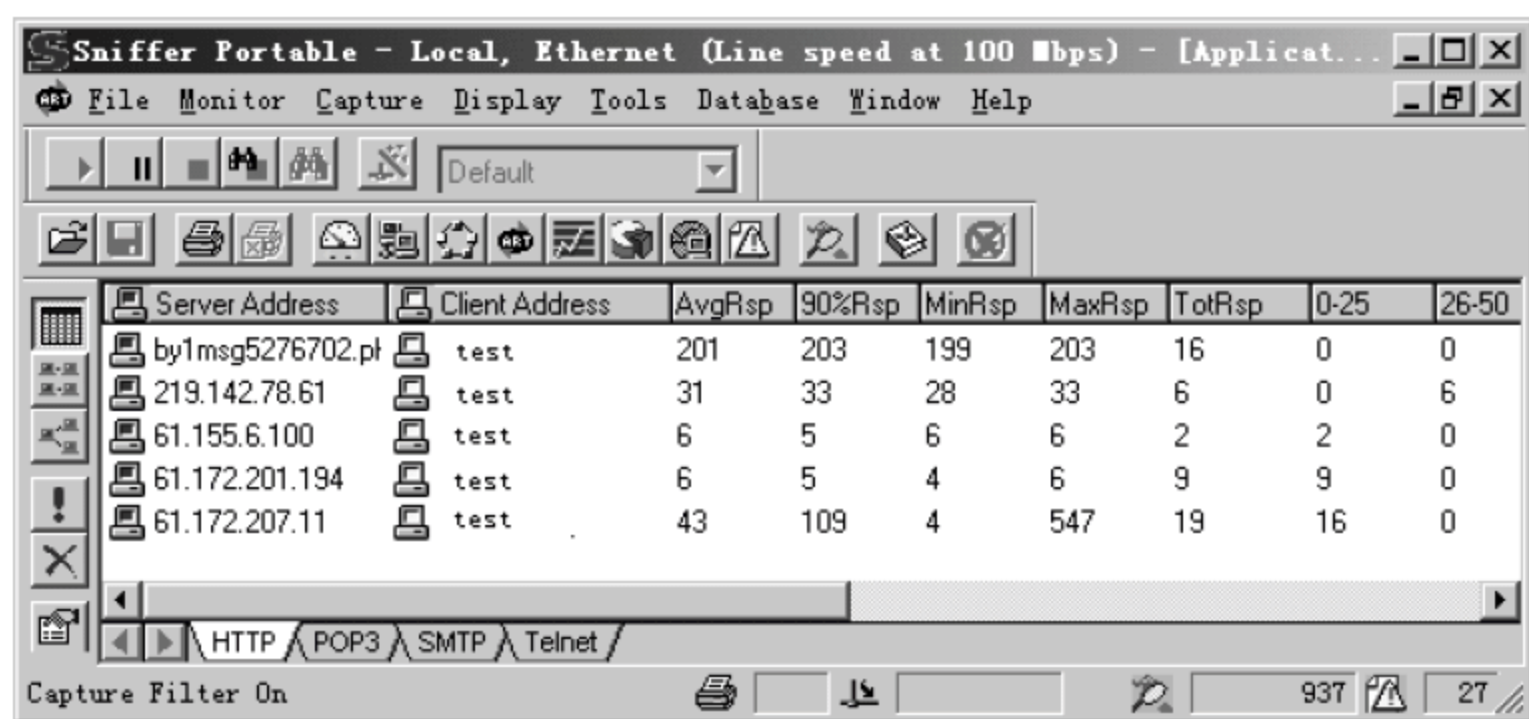 Sniffer Portable - Local, Ethernet (Line speed at 100 Mbps) - [Applicat...
File Monitor Capture Display Tools Database Window Help
Default
Server Address Client Address AvgRsp 90%Rsp MinRsp MaxRsp TotRsp 0-25 26-50
by1msg5276702.ph test 201 203 199 203 16 0 0
219.142.78.61 test 31 33 28 33 6 0 6
61.155.6.100 test 6 5 6 6 2 2 0
61.172.201.194 test 6 5 4 6 9 9 0
61.172.207.11 test 43 109 4 547 19 16 0
HTTP POP3 SMTP Telnet
Capture Filter On 937 27